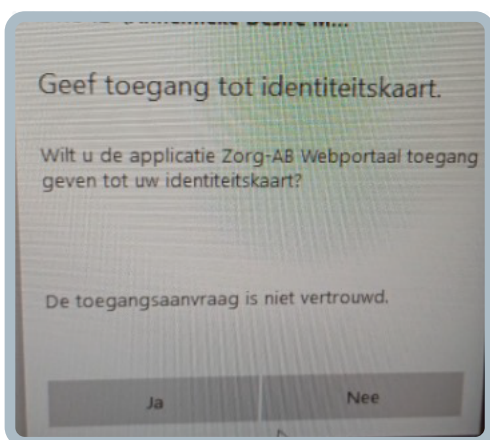 Geef toegang tot identiteitskaart.
Wilt u de applicatie Zorg-AB Webportaal toegang
geven tot uw identiteitskaart?
De toegangsaanvraag is niet vertrouwd.
Ja
Nee